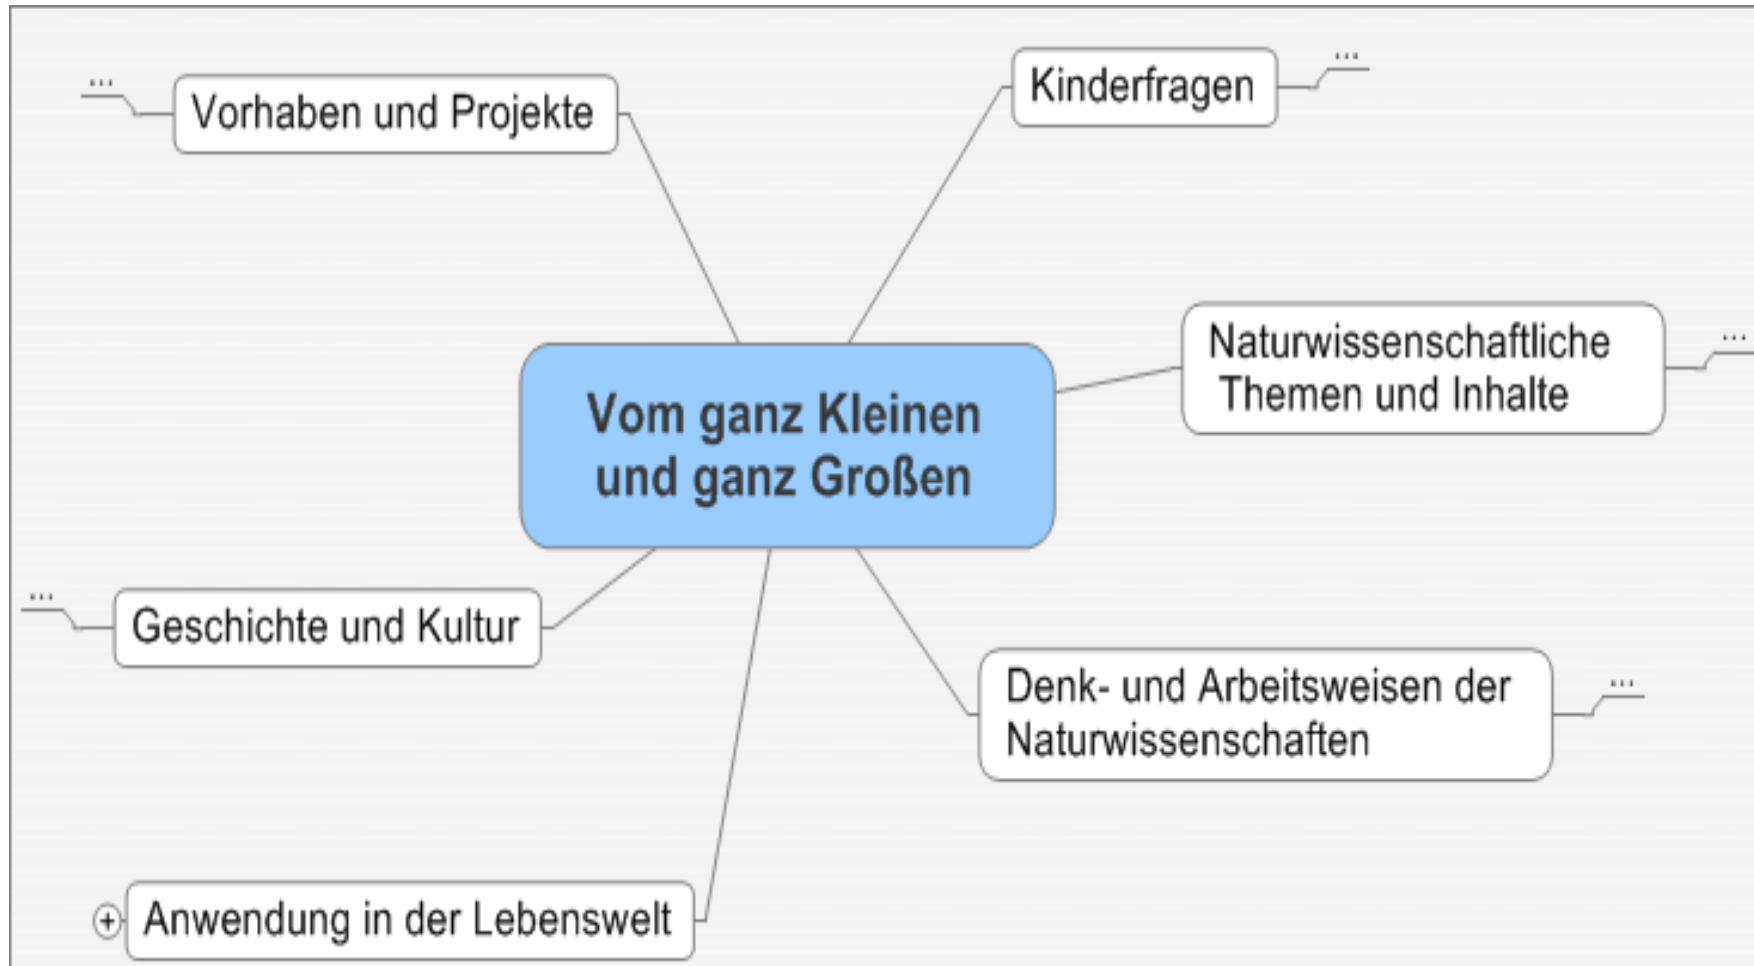 ...
Vorhaben und Projekte
Kinderfragen
...
Naturwissenschaftliche
Themen und Inhalte
...
Vom ganz Kleinen
und ganz Großen
...
Geschichte und Kultur
Denk- und Arbeitsweisen der
Naturwissenschaften
...
+
Anwendung in der Lebenswelt